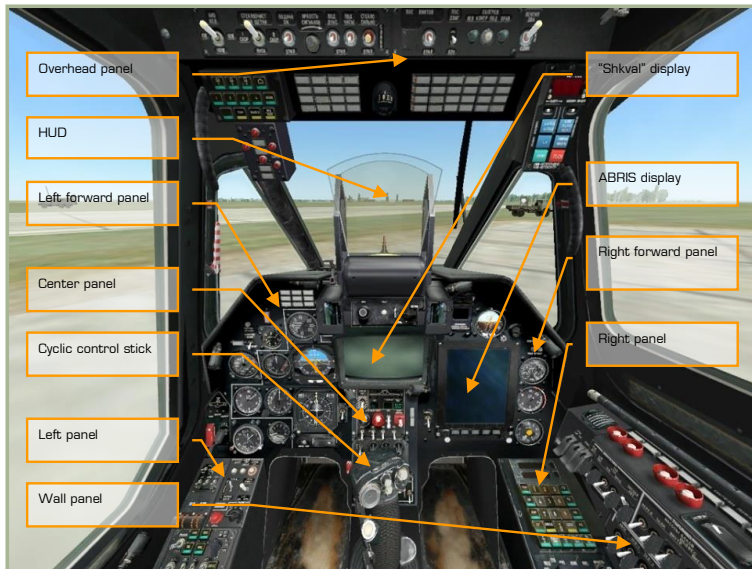 Overhead panel
HUD
Left forward panel
Center panel
Cyclic control stick
Left panel
Wall panel
“Shkval” display
ABRIS display
Right forward panel
Right panel